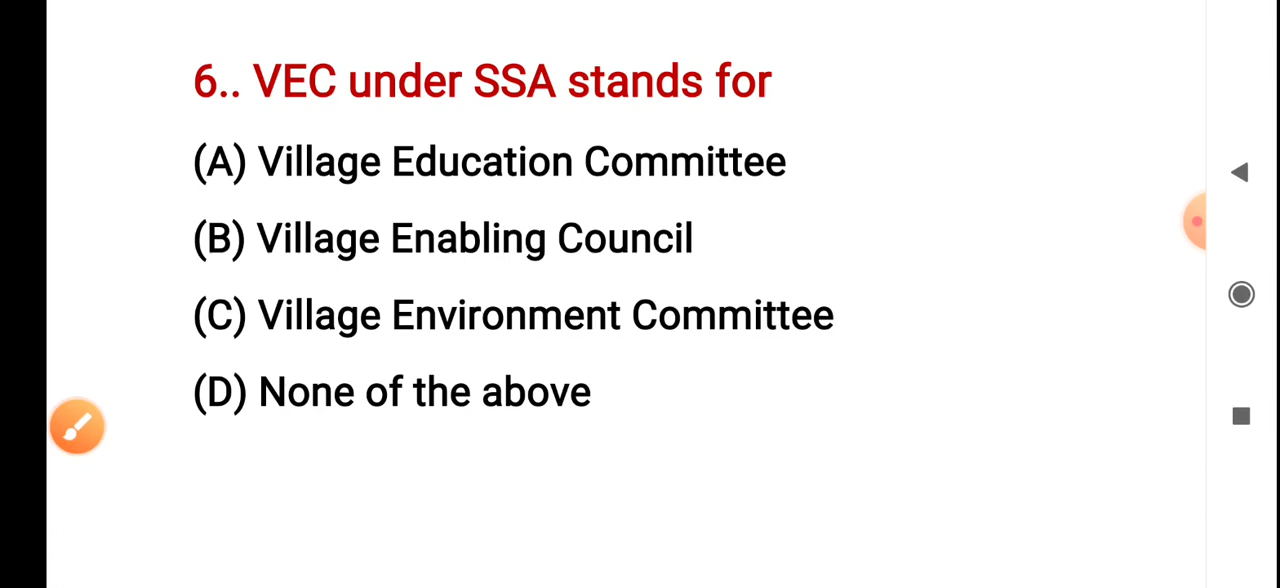 6.. VEC under SSA stands for
(A) Village Education Committee
(B) Village Enabling Council
(C) Village Environment Committee
(D) None of the above